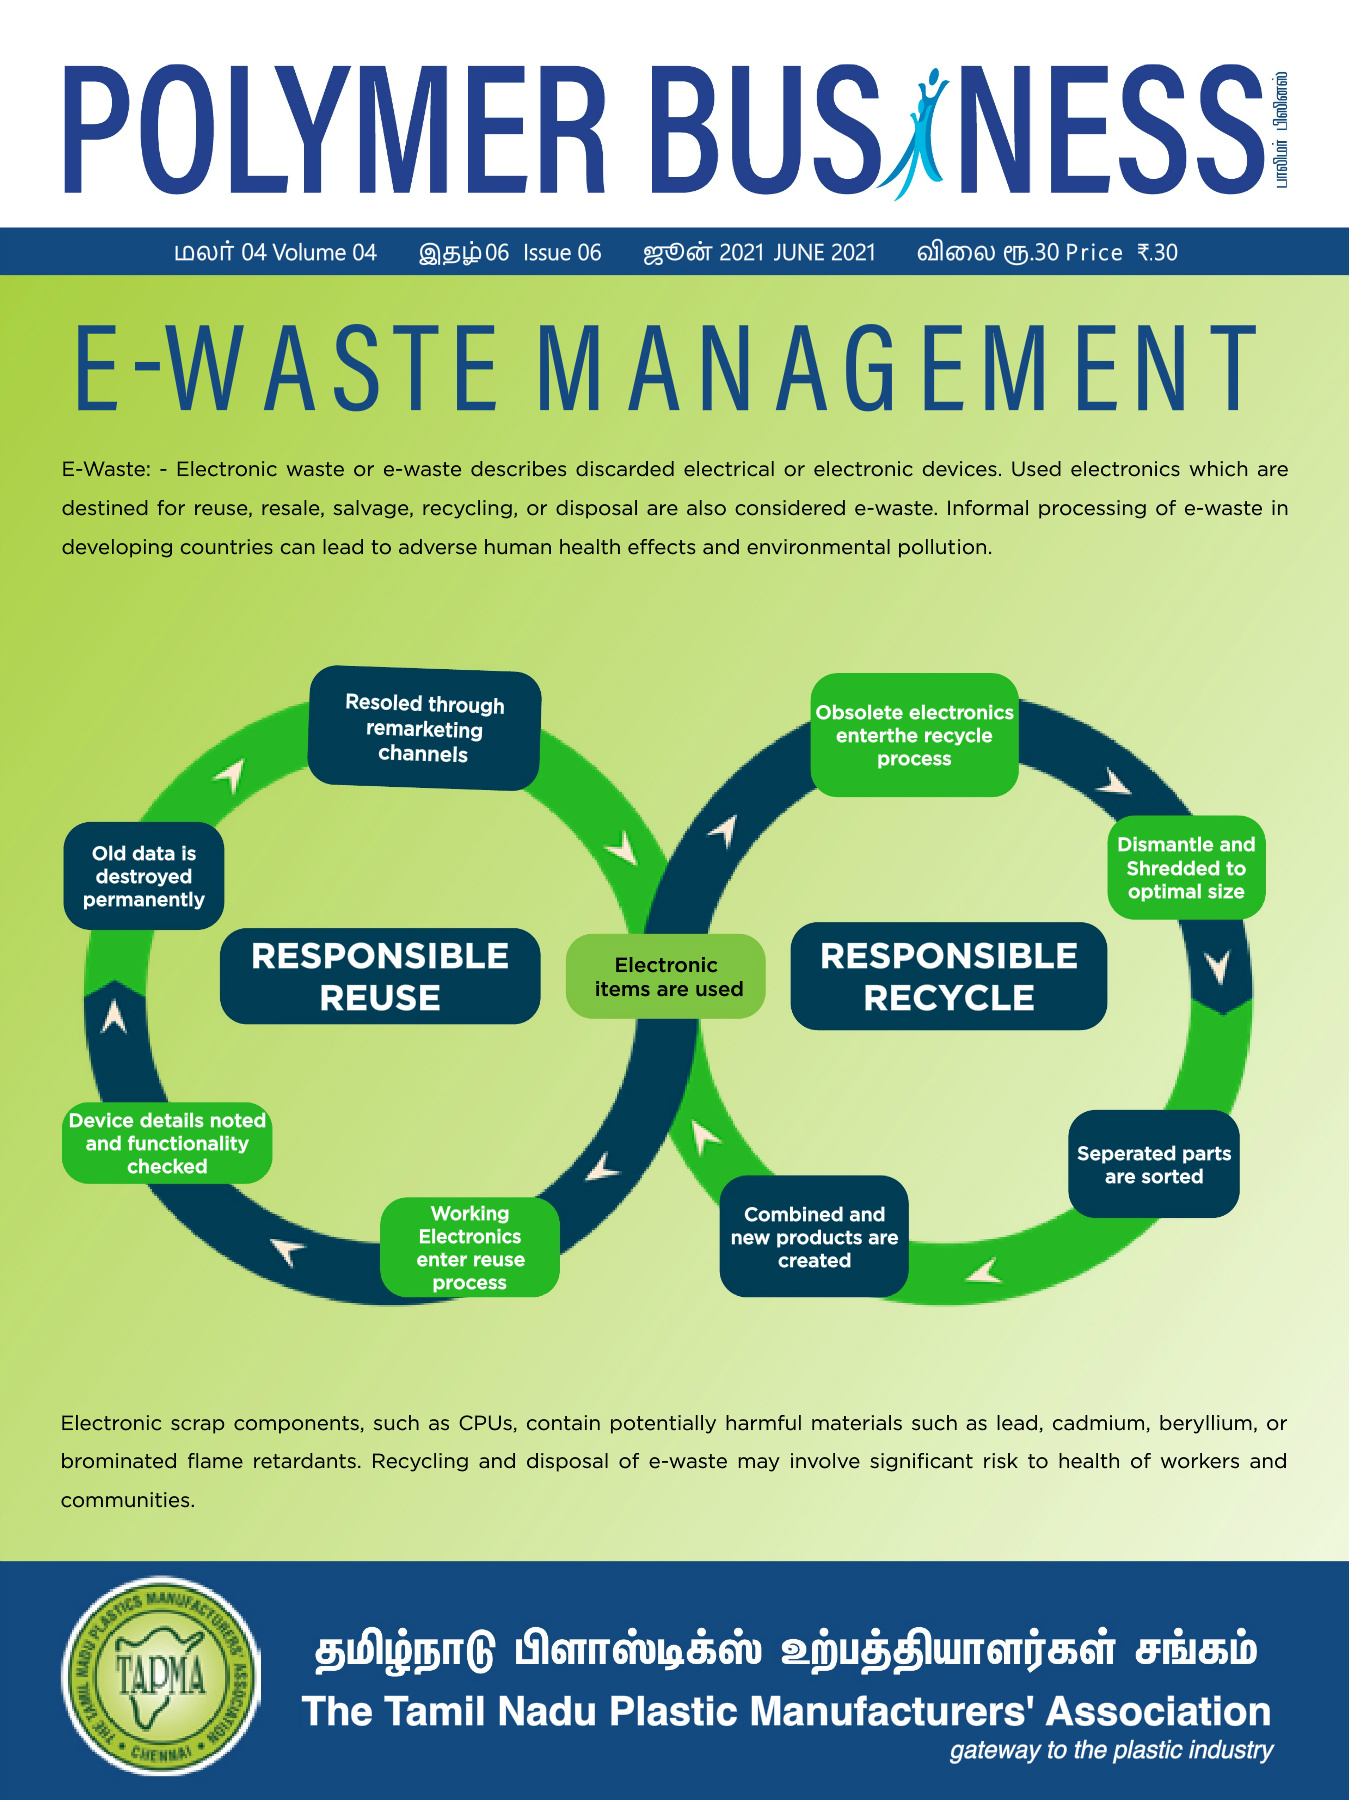 POLYMER BUSINESS
பாலிமர் பிஸினஸ்
மலர் 04 Volume 04 இதழ் 06 Issue 06 ஜூன் 2021 JUNE 2021 விலை ரூ.30 Price ₹.30
E-WASTE MANAGEMENT
E-Waste: - Electronic waste or e-waste describes discarded electrical or electronic devices. Used electronics which are
destined for reuse, resale, salvage, recycling, or disposal are also considered e-waste. Informal processing of e-waste in
developing countries can lead to adverse human health effects and environmental pollution.
Resoled through
remarketing
channels
Obsolete electronics
enterthe recycle
process
Old data is
destroyed
permanently
Dismantle and
Shredded to
optimal size
RESPONSIBLE
REUSE
Electronic
items are used
RESPONSIBLE
RECYCLE
Device details noted
and functionality
checked
Seperated parts
are sorted
Working
Electronics
enter reuse
process
Combined and
new products are
created
Electronic scrap components, such as CPUs, contain potentially harmful materials such as lead, cadmium, beryllium, or
brominated flame retardants. Recycling and disposal of e-waste may involve significant risk to health of workers and
communities.
THE TAMIL NADU PLASTICS MANUFACTURERS' ASSOCIATION
TAPMA
• CHENNAI •
தமிழ்நாடு பிளாஸ்டிக்ஸ் உற்பத்தியாளர்கள் சங்கம்
The Tamil Nadu Plastic Manufacturers' Association
gateway to the plastic industry